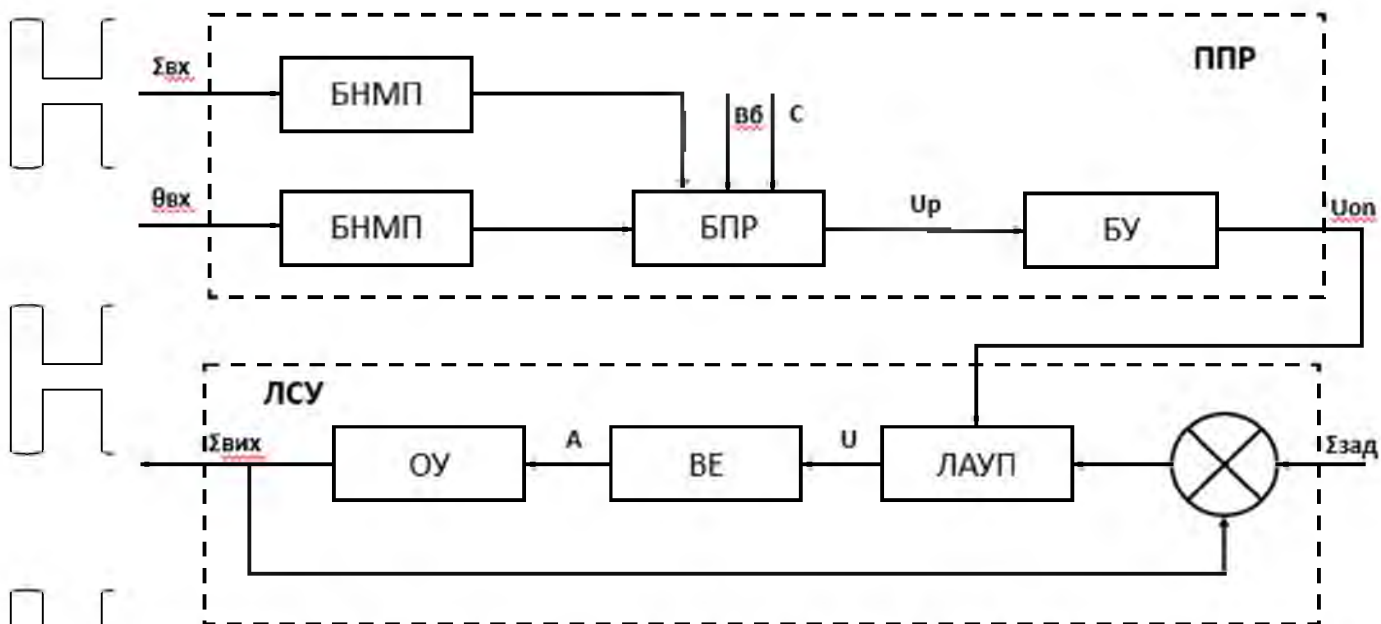 ППР
Σвх
БНМП
Вб
С
θвх
БНМП
БПР
Up
БУ
Uоп
ЛСУ
Σвих
ОУ
А
ВЕ
U
ЛАУП
Σзад